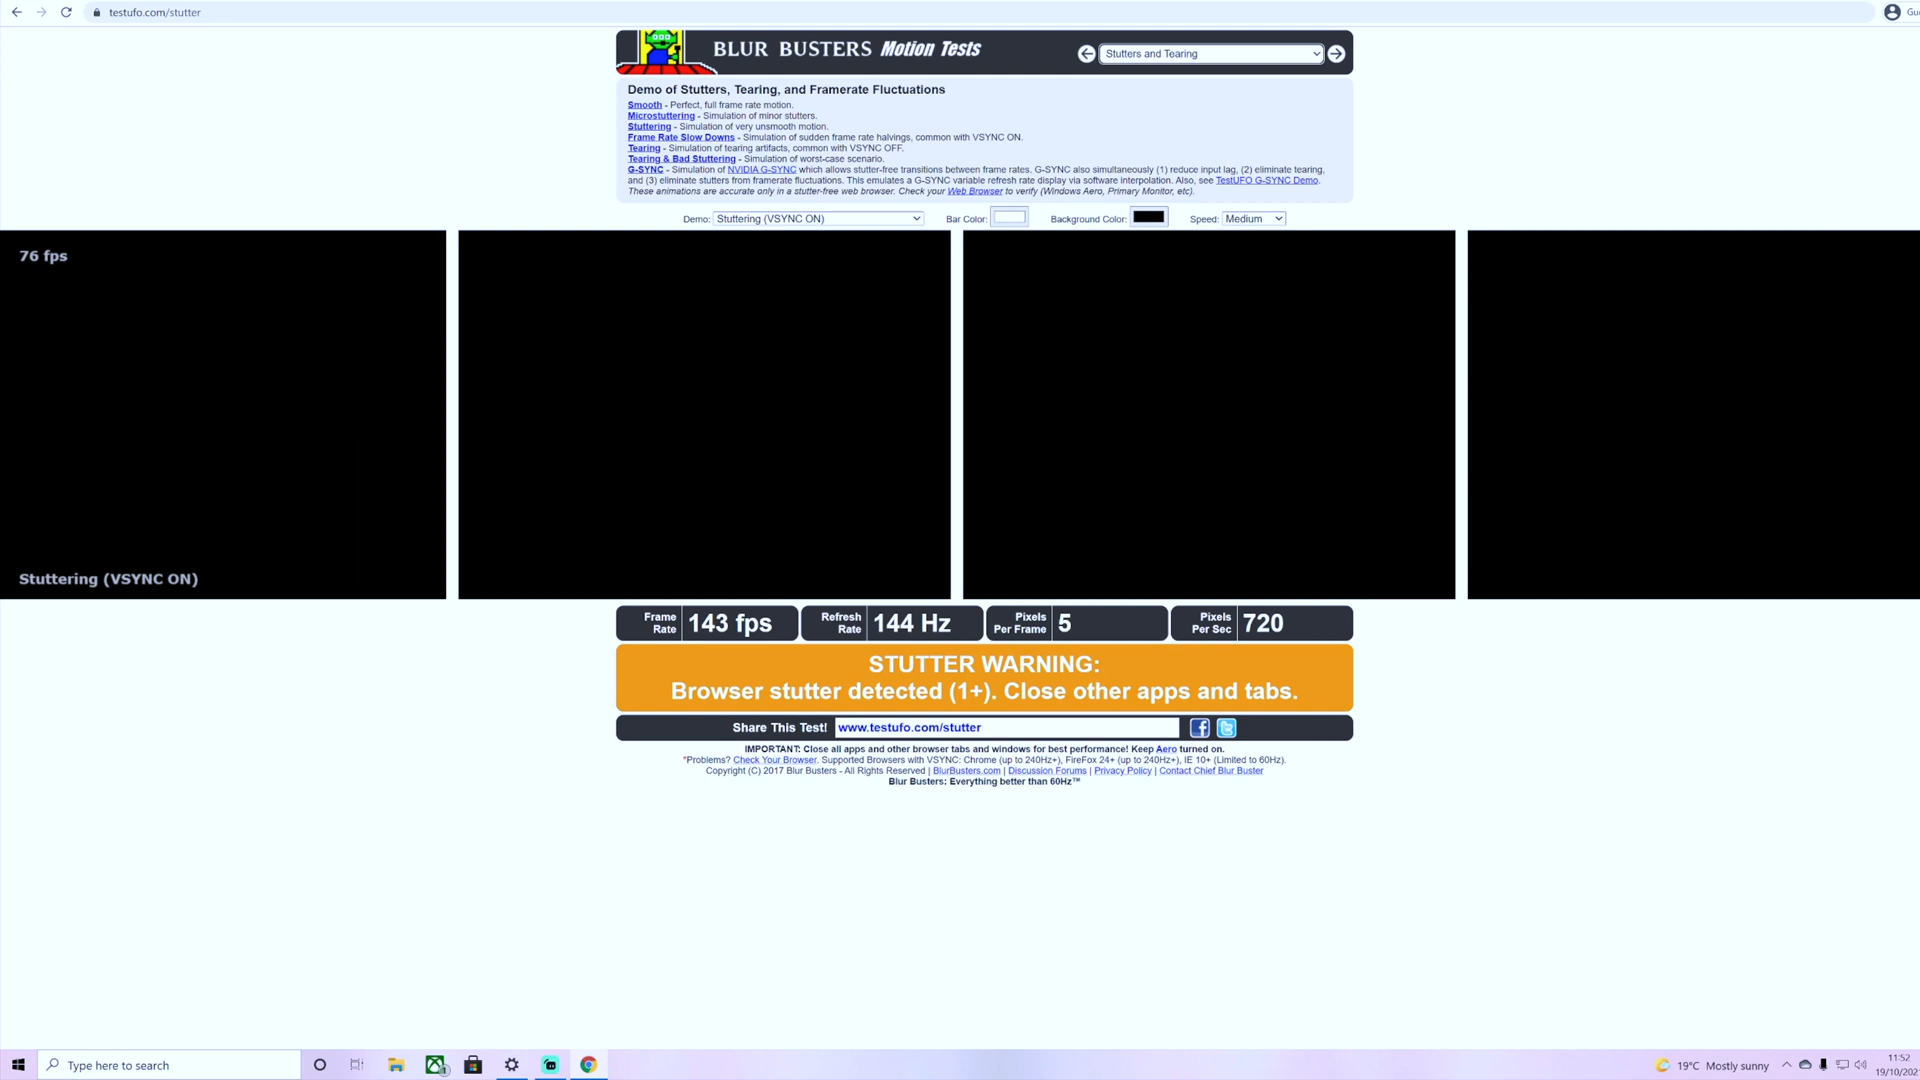 testufo.com/stutter
BLUR BUSTERS Motion Tests
Stutters and Tearing
Demo of Stutters, Tearing, and Framerate Fluctuations
Smooth - Perfect, full frame rate motion.
Microstuttering - Simulation of minor stutters.
Stuttering - Simulation of very unsmooth motion.
Frame Rate Slow Downs - Simulation of sudden frame rate halvings, common with VSYNC ON.
Tearing - Simulation of tearing artifacts, common with VSYNC OFF.
Tearing & Bad Stuttering - Simulation of worst-case scenario.
G-SYNC - Simulation of NVIDIA G-SYNC which allows stutter-free transitions between frame rates. G-SYNC also simultaneously (1) reduce input lag, (2) eliminate tearing,
and (3) eliminate stutters from framerate fluctuations. This emulates a G-SYNC variable refresh rate display via software interpolation. Also, see TestUFO G-SYNC Demo.
These animations are accurate only in a stutter-free web browser. Check your Web Browser to verify (Windows Aero, Primary Monitor, etc).
Demo: Stuttering (VSYNC ON) Bar Color: Background Color: Speed: Medium
76 fps
Stuttering (VSYNC ON)
Frame Rate 143 fps
Refresh Rate 144 Hz
Pixels Per Frame 5
Pixels Per Sec 720
STUTTER WARNING:
Browser stutter detected (1+). Close other apps and tabs.
Share This Test! www.testufo.com/stutter
IMPORTANT: Close all apps and other browser tabs and windows for best performance! Keep Aero turned on.
*Problems? Check Your Browser. Supported Browsers with VSYNC: Chrome (up to 240Hz+), FireFox 24+ (up to 240Hz+), IE 10+ (Limited to 60Hz).
Copyright (C) 2017 Blur Busters - All Rights Reserved | BlurBusters.com | Discussion Forums | Privacy Policy | Contact Chief Blur Buster
Blur Busters: Everything better than 60Hz™
Type here to search
19°C Mostly sunny
11:52
19/10/202